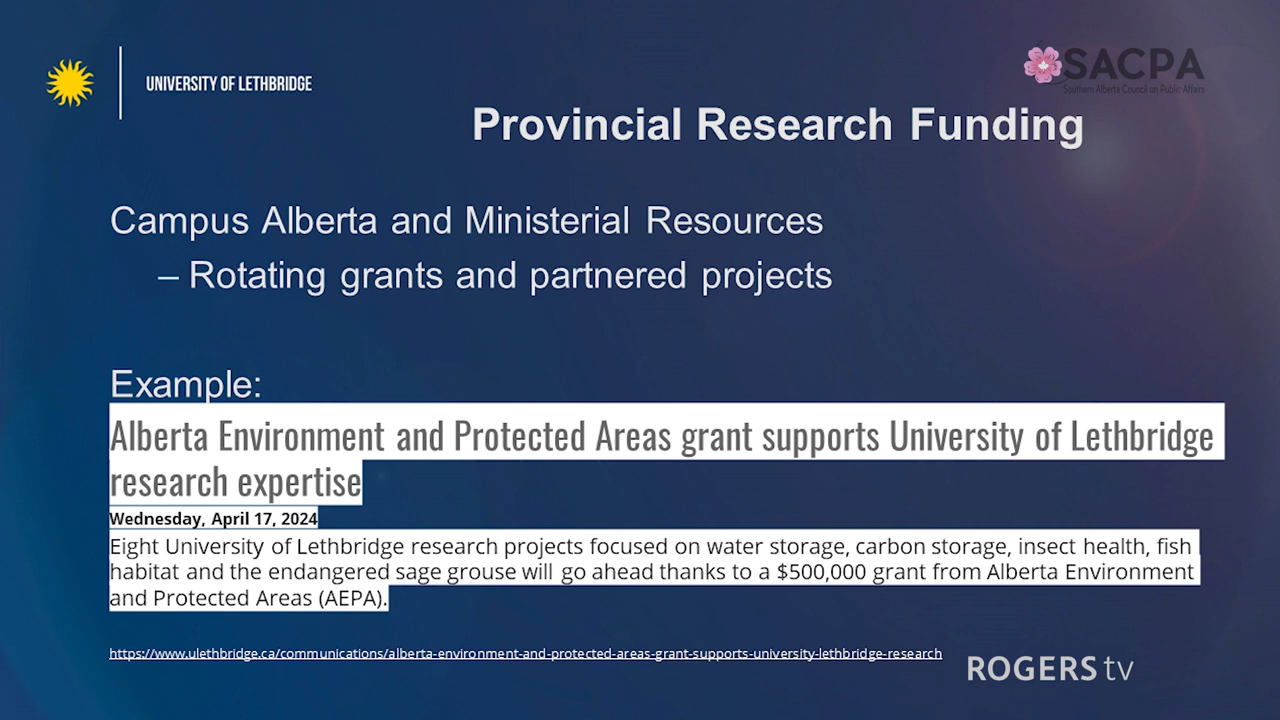 UNIVERSITY OF LETHBRIDGE
SACPA
Southern Alberta Council on Public Affairs
Provincial Research Funding
Campus Alberta and Ministerial Resources
– Rotating grants and partnered projects
Example:
Alberta Environment and Protected Areas grant supports University of Lethbridge
research expertise
Wednesday, April 17, 2024
Eight University of Lethbridge research projects focused on water storage, carbon storage, insect health, fish
habitat and the endangered sage grouse will go ahead thanks to a $500,000 grant from Alberta Environment
and Protected Areas (AEPA).
https://www.ulethbridge.ca/communications/alberta-environment-and-protected-areas-grant-supports-university-lethbridge-research
ROGERS tv